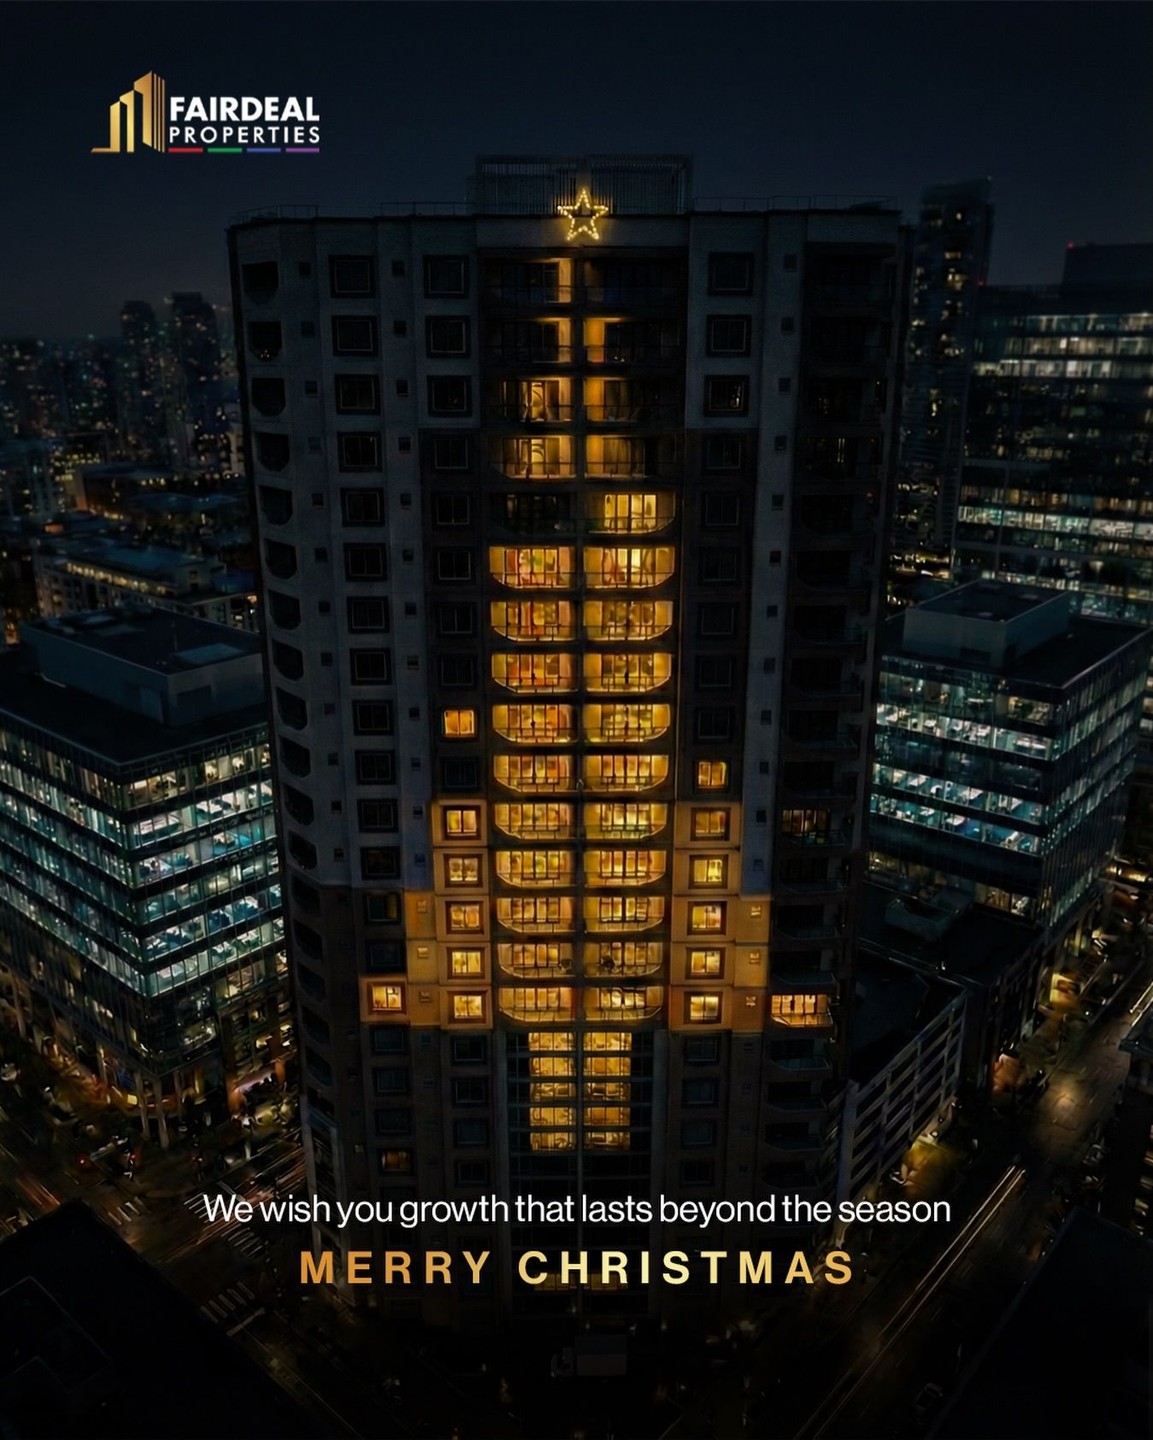 FAIRDEAL
PROPERTIES
We wish you growth that lasts beyond the season
MERRY CHRISTMAS